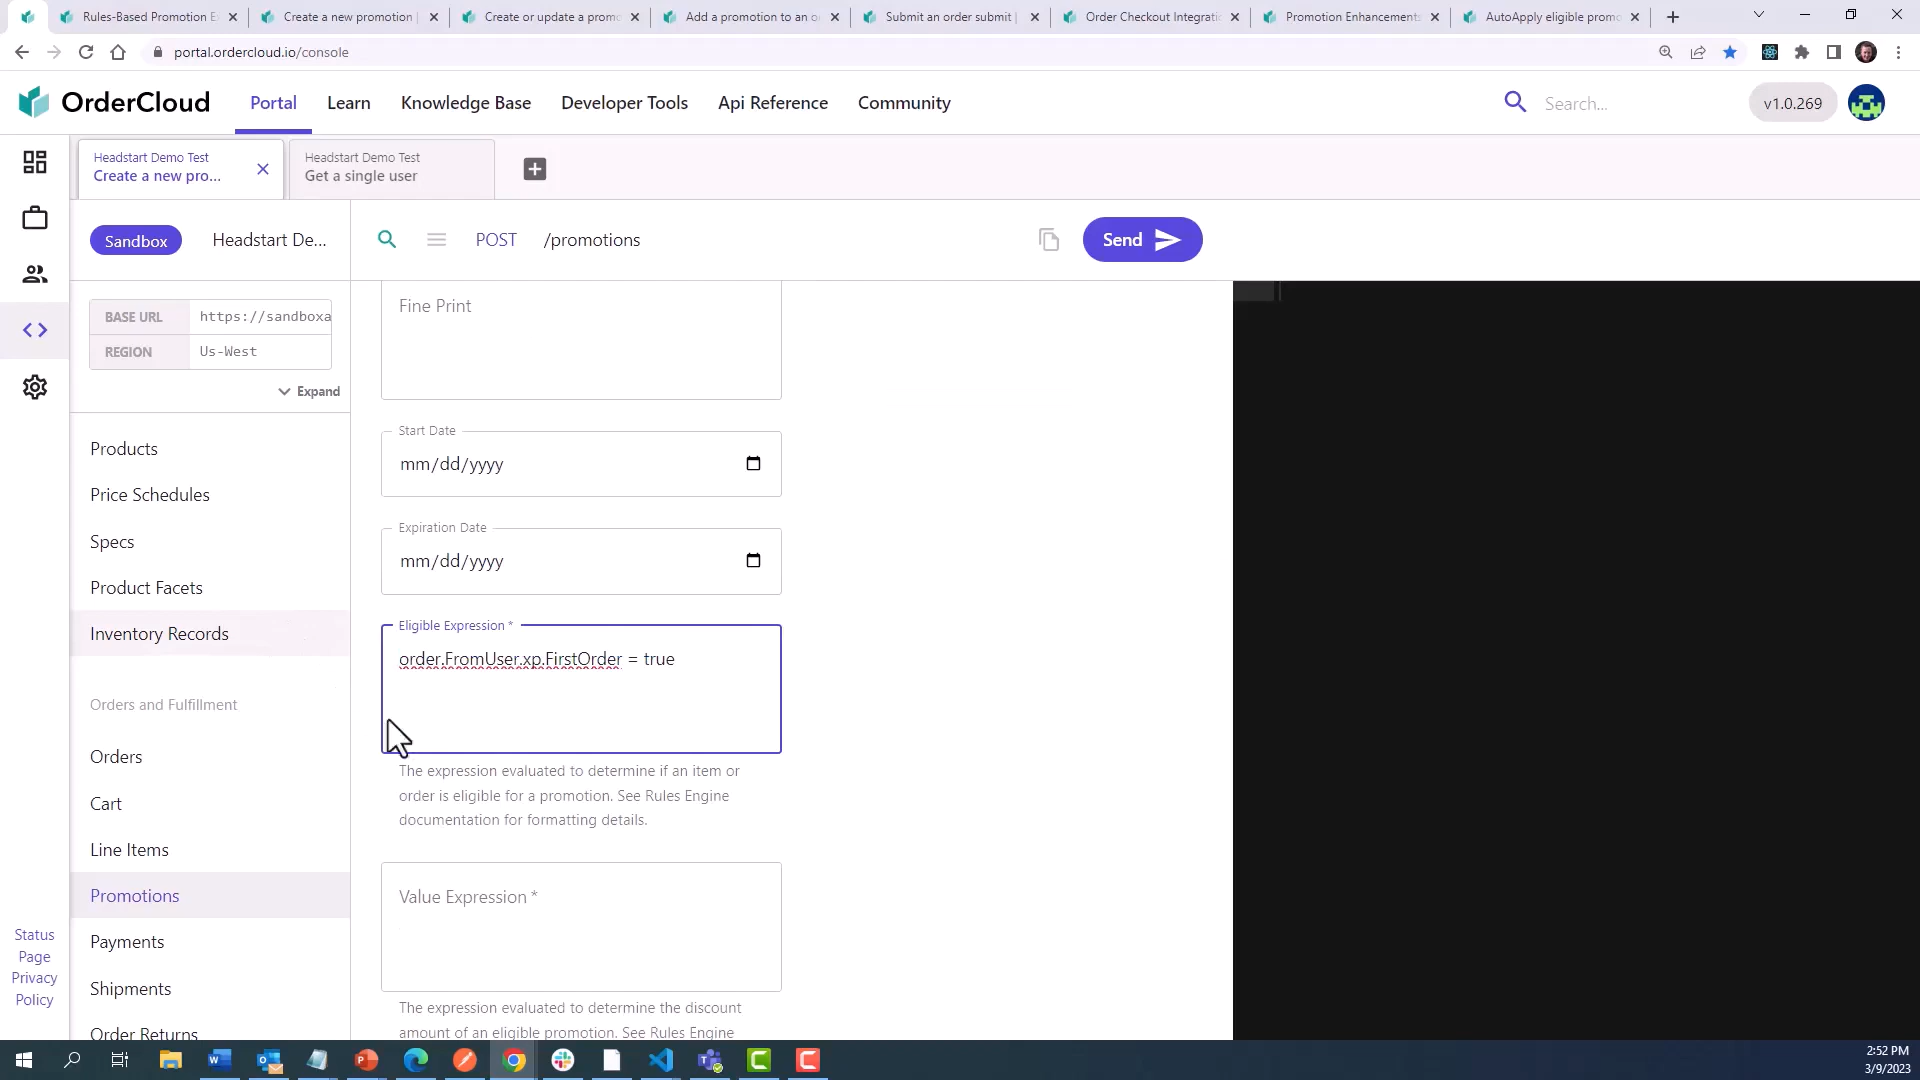 Rules-Based Promotion E
Create a new promotion |
Create or update a promo
Add a promotion to an o
Submit an order submit |
Order Checkout Integratio
Promotion Enhancements
AutoApply eligible promo
portal.ordercloud.io/console
OrderCloud
Portal
Learn
Knowledge Base
Developer Tools
Api Reference
Community
Search...
v1.0.269
Headstart Demo Test
Create a new pro...
Headstart Demo Test
Get a single user
Sandbox
Headstart De...
POST
/promotions
Send
BASE URL
https://sandboxa
REGION
Us-West
Expand
Products
Price Schedules
Specs
Product Facets
Inventory Records
Orders and Fulfillment
Orders
Cart
Line Items
Promotions
Payments
Shipments
Order Returns
Status
Page
Privacy
Policy
Fine Print
Start Date
mm/dd/yyyy
Expiration Date
mm/dd/yyyy
Eligible Expression *
order.FromUser.xp.FirstOrder = true
The expression evaluated to determine if an item or
order is eligible for a promotion. See Rules Engine
documentation for formatting details.
Value Expression *
The expression evaluated to determine the discount
amount of an eligible promotion. See Rules Engine
2:52 PM
3/9/2023